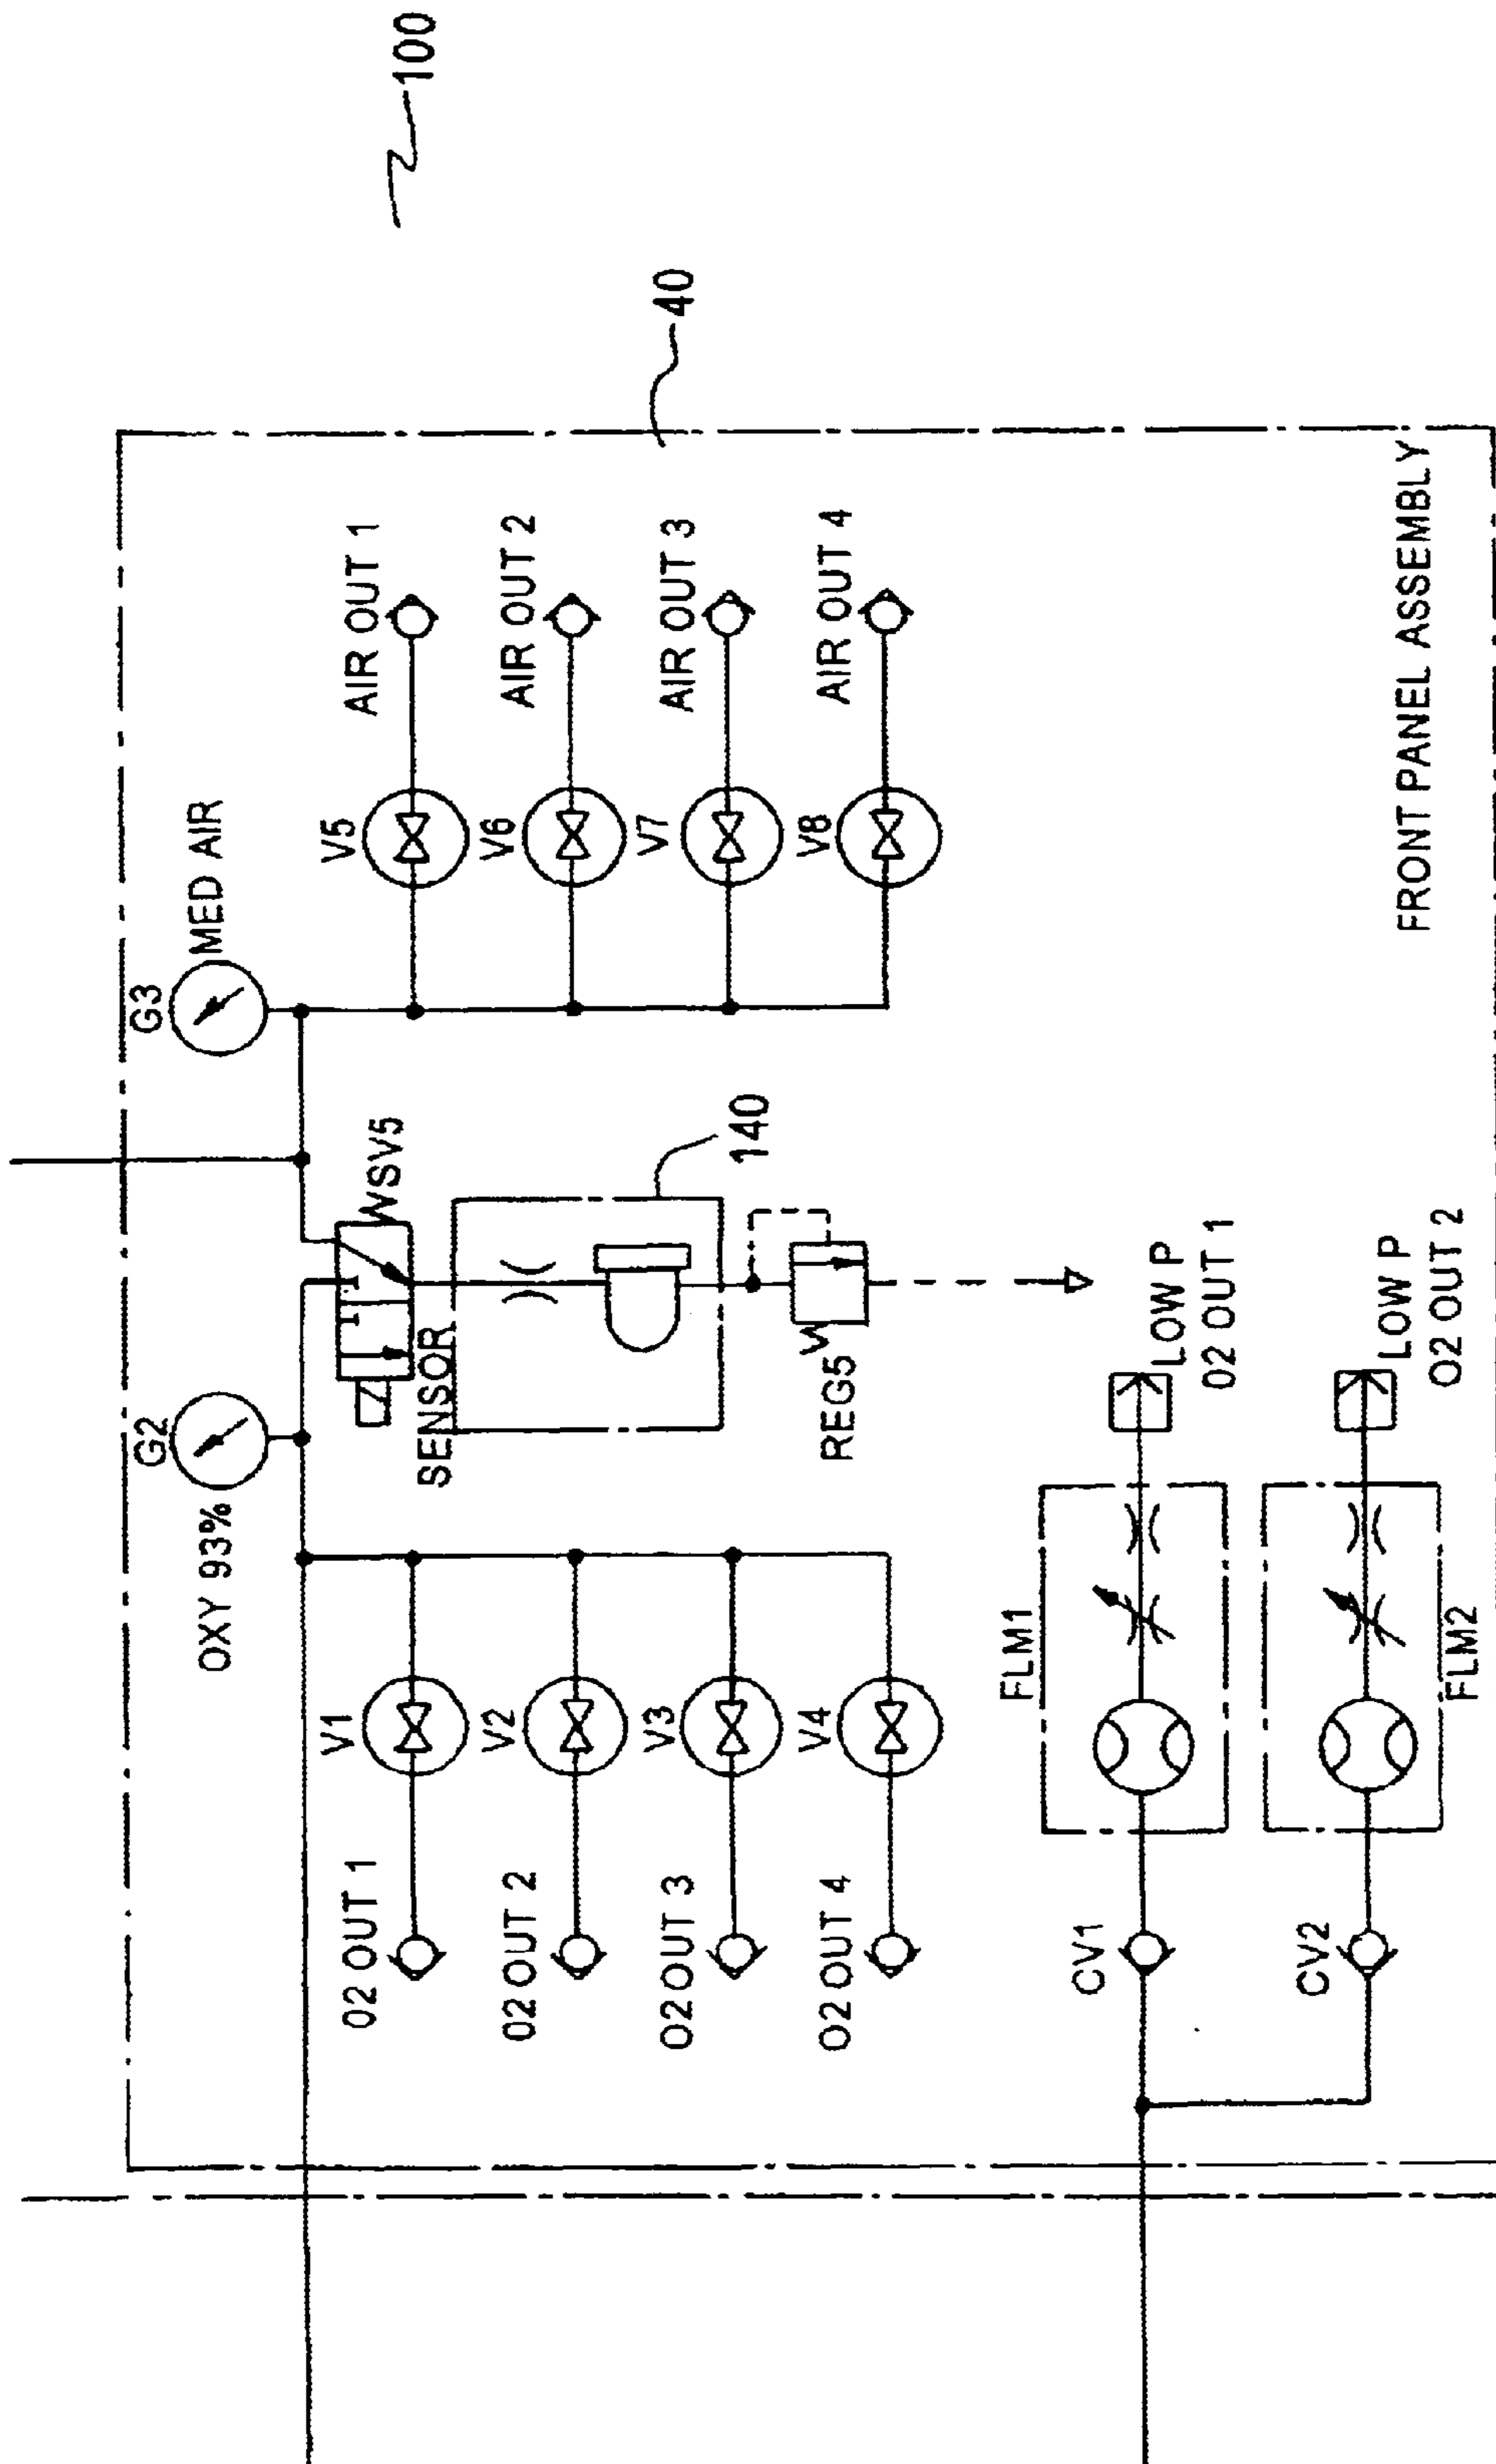 G2
G3
OXY 93%
MED AIR
O2 OUT 1
V1
V5
AIR OUT 1
SV5
100
SENSOR
O2 OUT 2
V2
V6
AIR OUT 2
O2 OUT 3
V3
V7
AIR OUT 3
40
140
O2 OUT 4
V4
REG5
V8
AIR OUT 4
FLM1
CV1
LOW P
O2 OUT 1
CV2
FLM2
LOW P
O2 OUT 2
FRONT PANEL ASSEMBLY